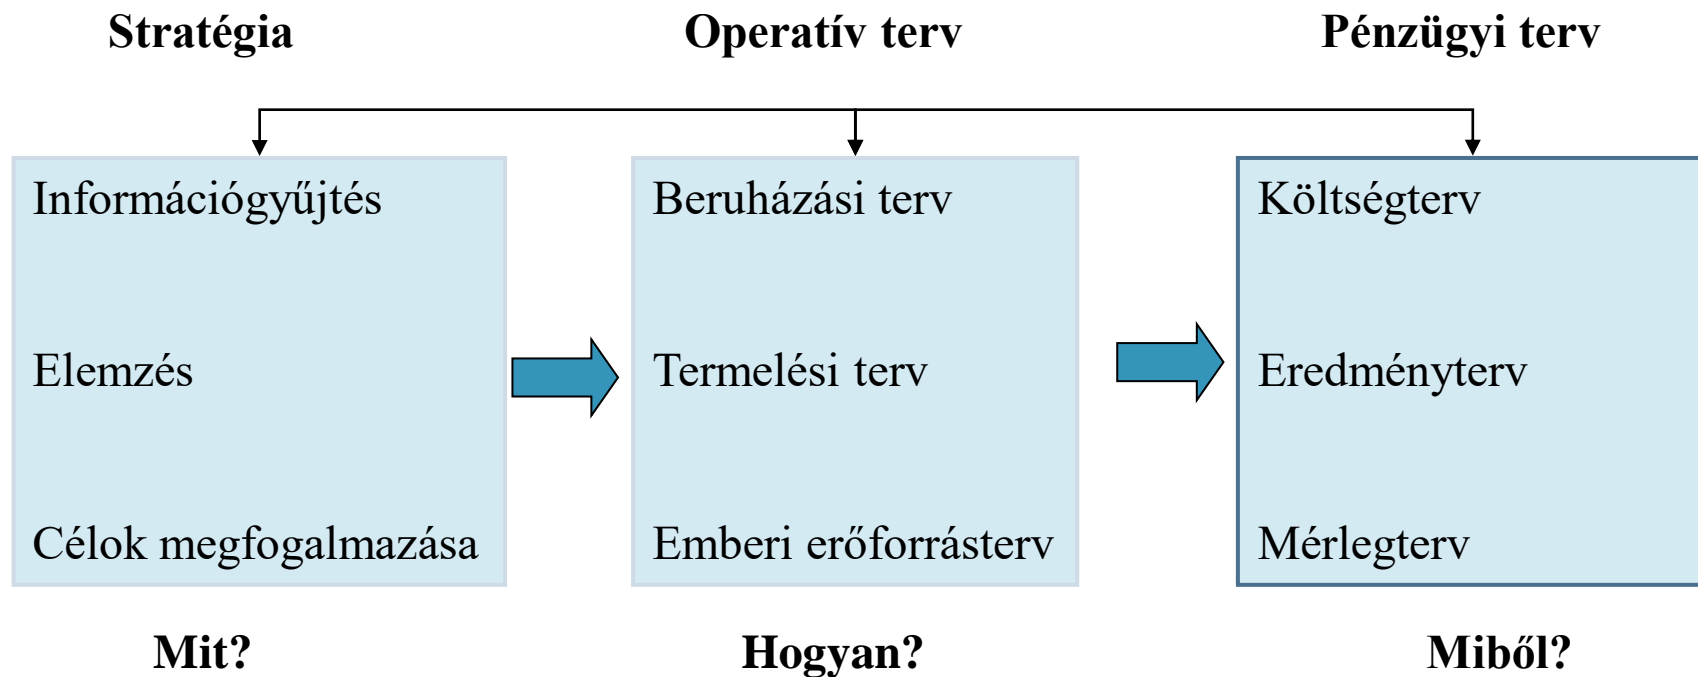 Stratégia
Operatív terv
Pénzügyi terv
Információgyűjtés
Elemzés
Célok megfogalmazása
Beruházási terv
Termelési terv
Emberi erőforrásterv
Költségterv
Eredményterv
Mérlegterv
Mit?
Hogyan?
Miből?